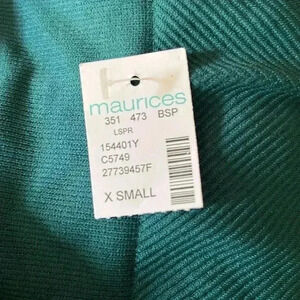 maurices
351 473 BSP
LSPR
154401Y
C5749
27739457F
X SMALL